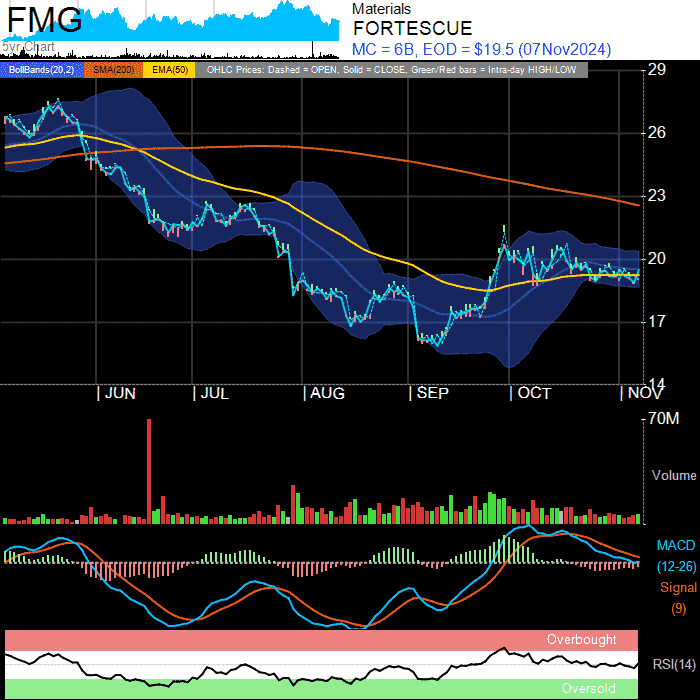 FMG
5yr Chart
Materials
FORTESCUE
MC = 6B, EOD = $19.5 (07Nov2024)
BollBands(20,2) SMA(200) EMA(50) OHLC Prices: Dashed = OPEN, Solid = CLOSE, Green/Red bars = Intra-day HIGH/LOW
29
26
23
20
17
14
JUN JUL AUG SEP OCT NOV
70M
Volume
MACD
(12-26)
Signal
(9)
Overbought
RSI(14)
Oversold